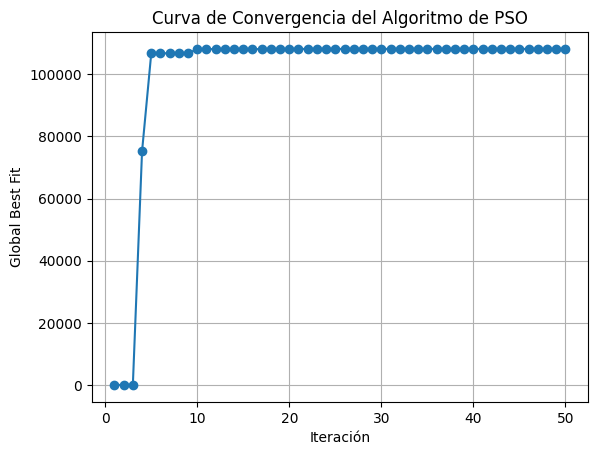 Curva de Convergencia del Algoritmo de PSO
100000
80000
60000
40000
20000
0
Global Best Fit
0 10 20 30 40 50
Iteración